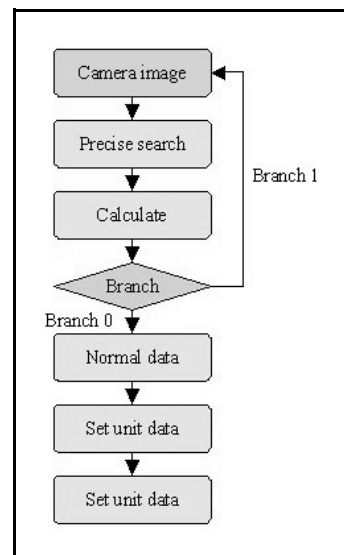 Camera image
Precise search
Branch 1
Calculate
Branch
Branch 0
Normal data
Set unit data
Set unit data